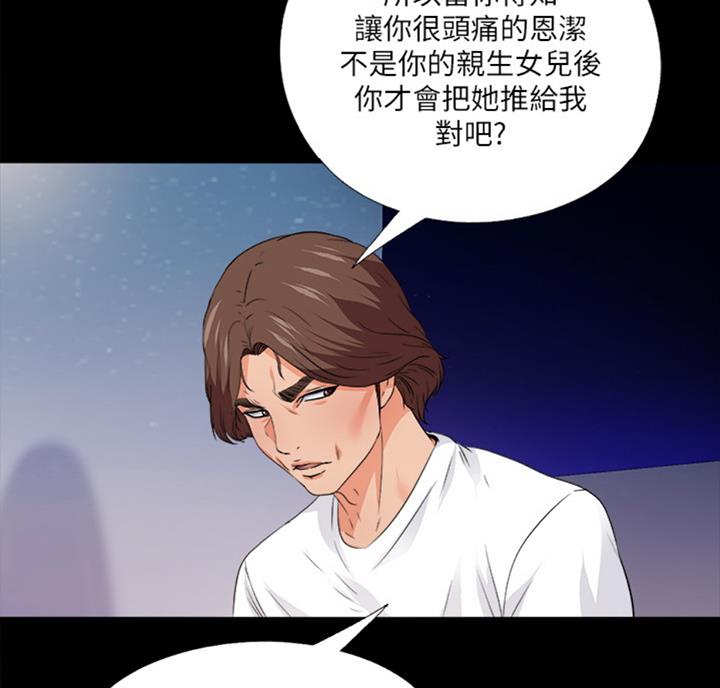 讓你很頭痛的恩潔
不是你的親生女兒後
你才會把她推給我
對吧?